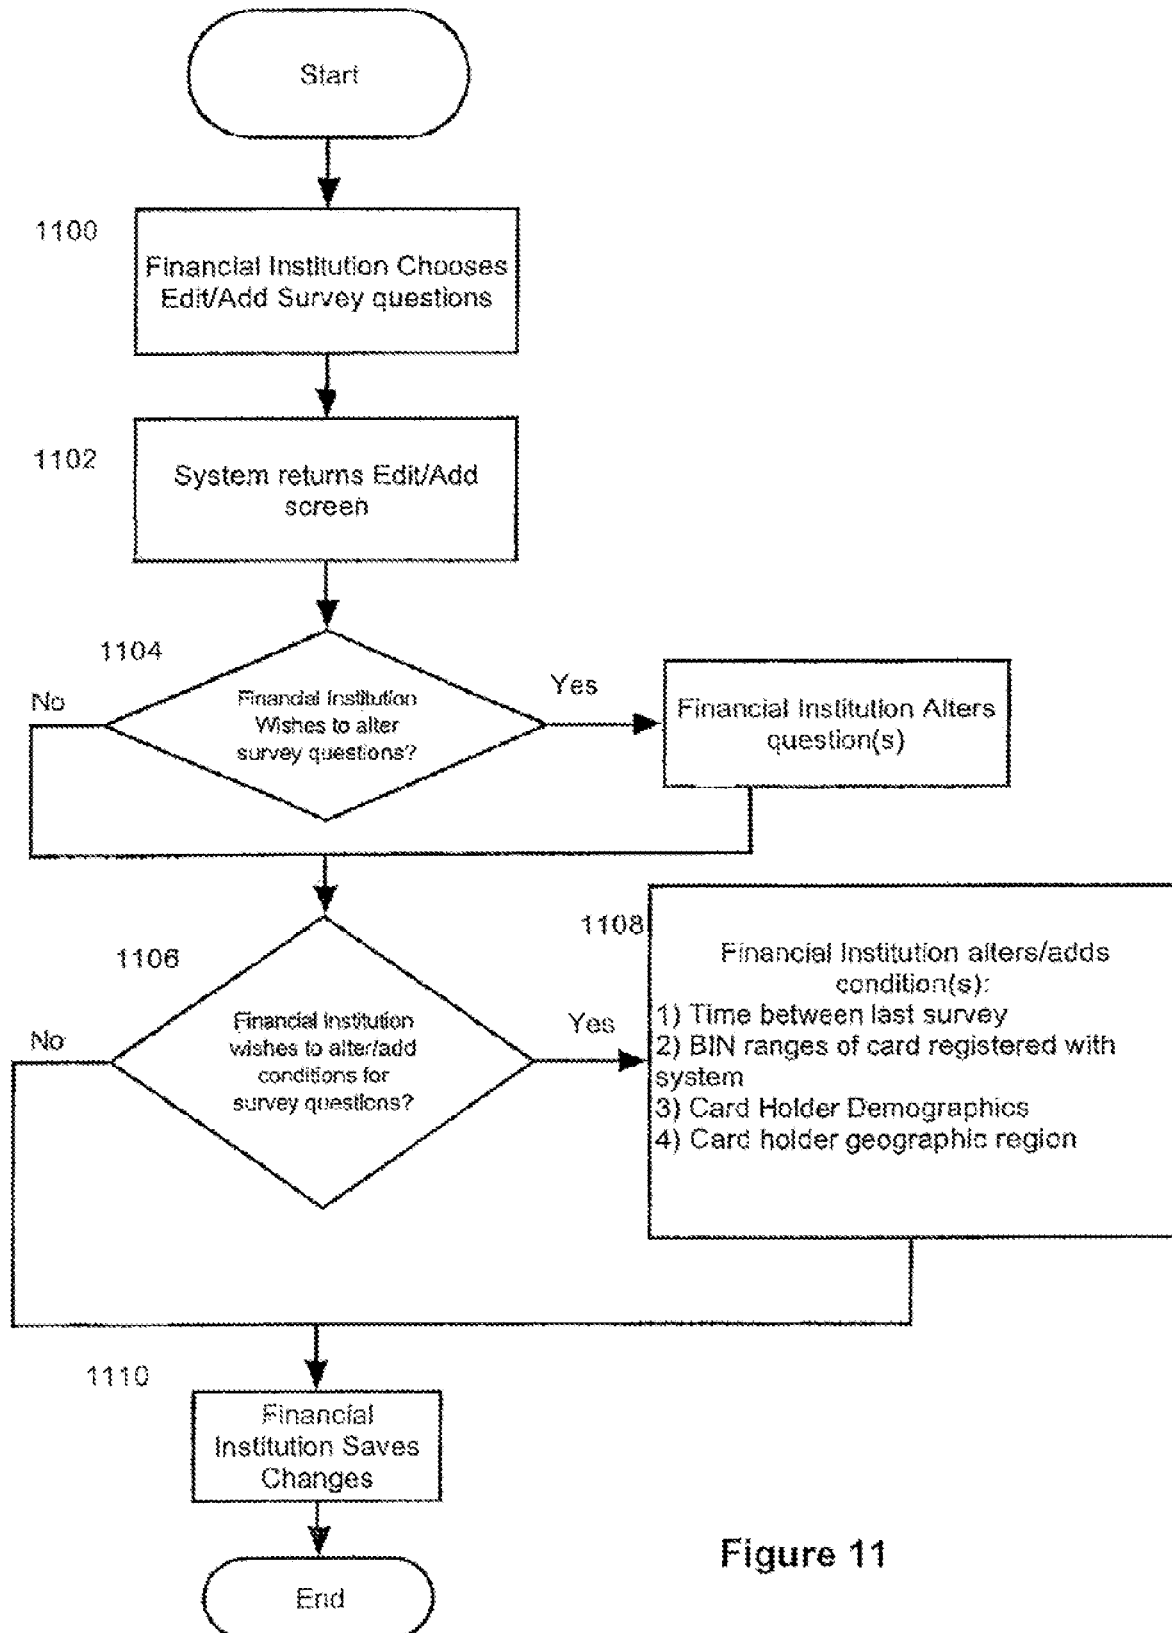 Start
1100
Financial Institution Chooses
Edit/Add Survey questions
1102
System returns Edit/Add
screen
1104
No
Financial Institution
Wishes to alter
survey questions?
Yes
Financial Institution Alters
question(s)
1106
No
Financial Institution
wishes to alter/add
conditions for
survey questions?
Yes
1108
Financial Institution alters/adds
condition(s):
1) Time between last survey
2) BIN ranges of card registered with
system
3) Card Holder Demographics
4) Card holder geographic region
1110
Financial
Institution Saves
Changes
End
Figure 11